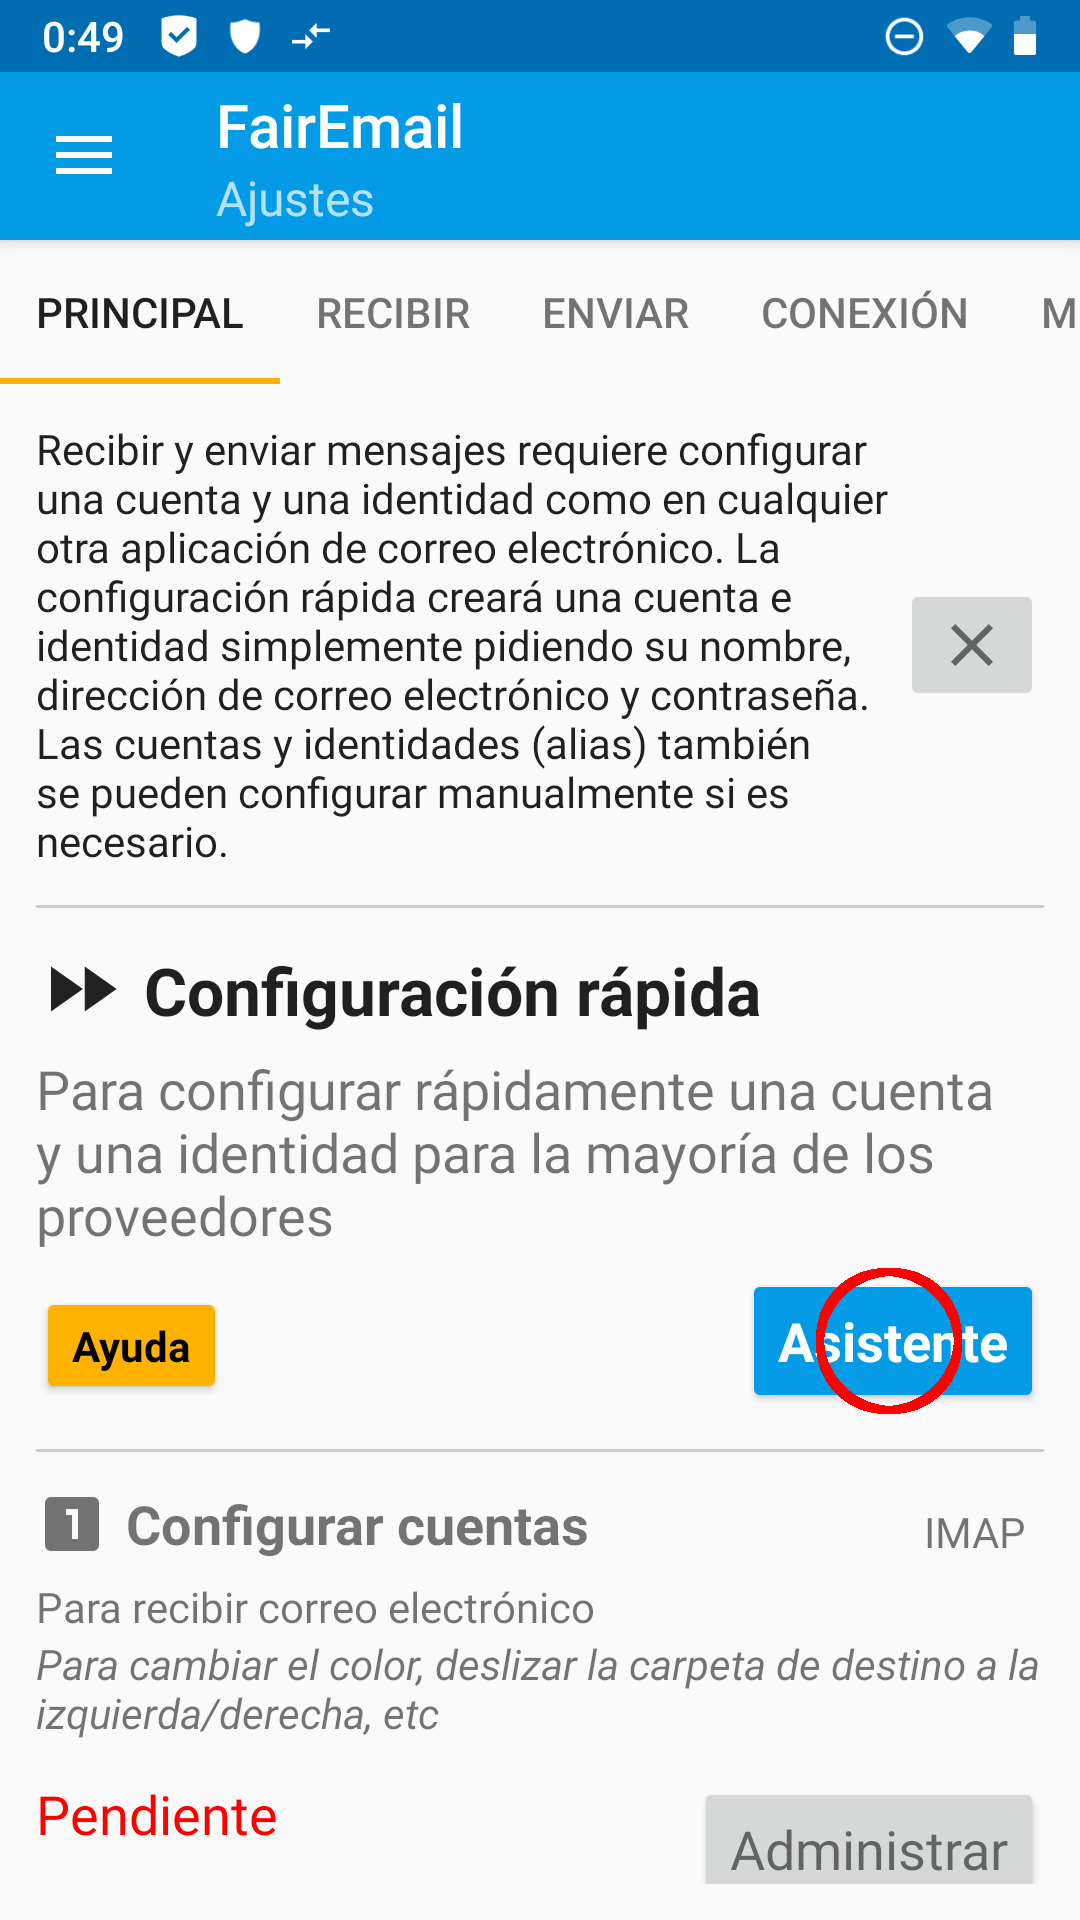 0:49
FairEmail
Ajustes
PRINCIPAL RECIBIR ENVIAR CONEXIÓN M
Recibir y enviar mensajes requiere configurar
una cuenta y una identidad como en cualquier
otra aplicación de correo electrónico. La
configuración rápida creará una cuenta e
identidad simplemente pidiendo su nombre,
dirección de correo electrónico y contraseña.
Las cuentas y identidades (alias) también
se pueden configurar manualmente si es
necesario.
Configuración rápida
Para configurar rápidamente una cuenta
y una identidad para la mayoría de los
proveedores
Ayuda Asistente
1 Configurar cuentas IMAP
Para recibir correo electrónico
Para cambiar el color, deslizar la carpeta de destino a la
izquierda/derecha, etc
Pendiente Administrar